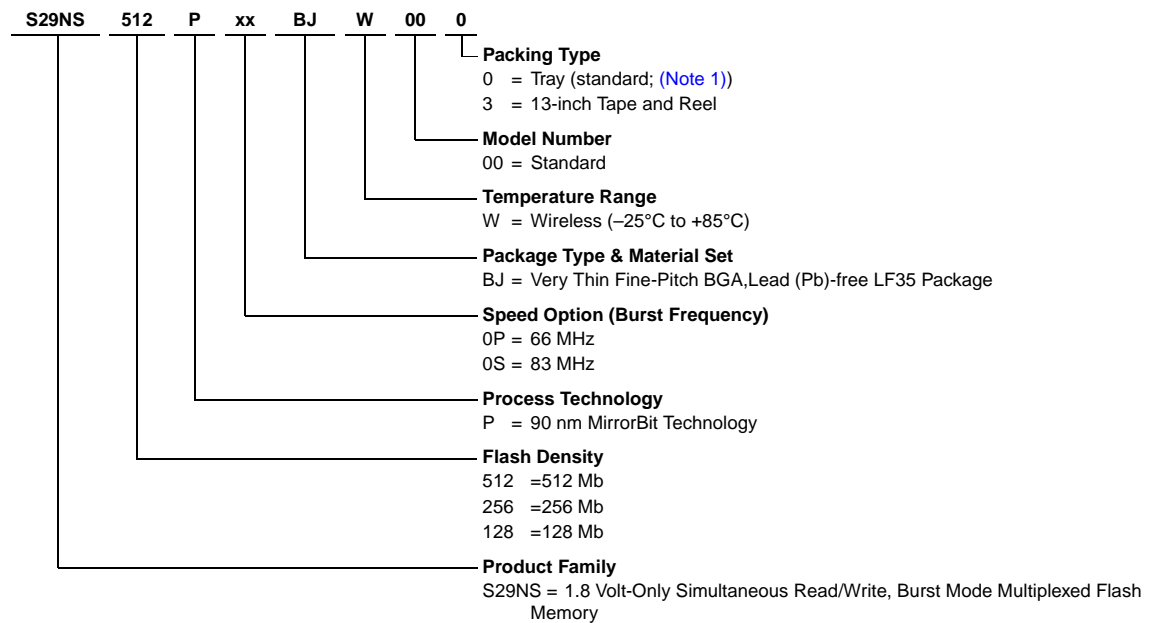 S29NS 512 P xx BJ W 00 0
Packing Type
0 = Tray (standard; (Note 1))
3 = 13-inch Tape and Reel
Model Number
00 = Standard
Temperature Range
W = Wireless (–25°C to +85°C)
Package Type & Material Set
BJ = Very Thin Fine-Pitch BGA,Lead (Pb)-free LF35 Package
Speed Option (Burst Frequency)
0P = 66 MHz
0S = 83 MHz
Process Technology
P = 90 nm MirrorBit Technology
Flash Density
512 =512 Mb
256 =256 Mb
128 =128 Mb
Product Family
S29NS = 1.8 Volt-Only Simultaneous Read/Write, Burst Mode Multiplexed Flash
Memory